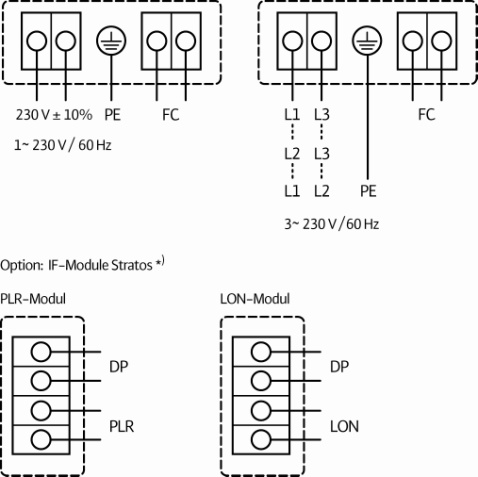 230 V ± 10% PE FC
1~ 230 V / 60 Hz
L1 L3 FC
L2 L3
L1 L2 PE
3~ 230 V/60 Hz
Option: IF-Module Stratos *)
PLR-Modul
DP
PLR
LON-Modul
DP
LON